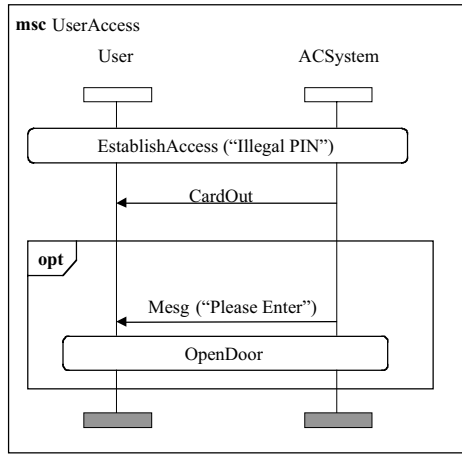 msc UserAccess
User ACSystem
EstablishAccess (“Illegal PIN”)
CardOut
opt
Mesg (“Please Enter”)
OpenDoor